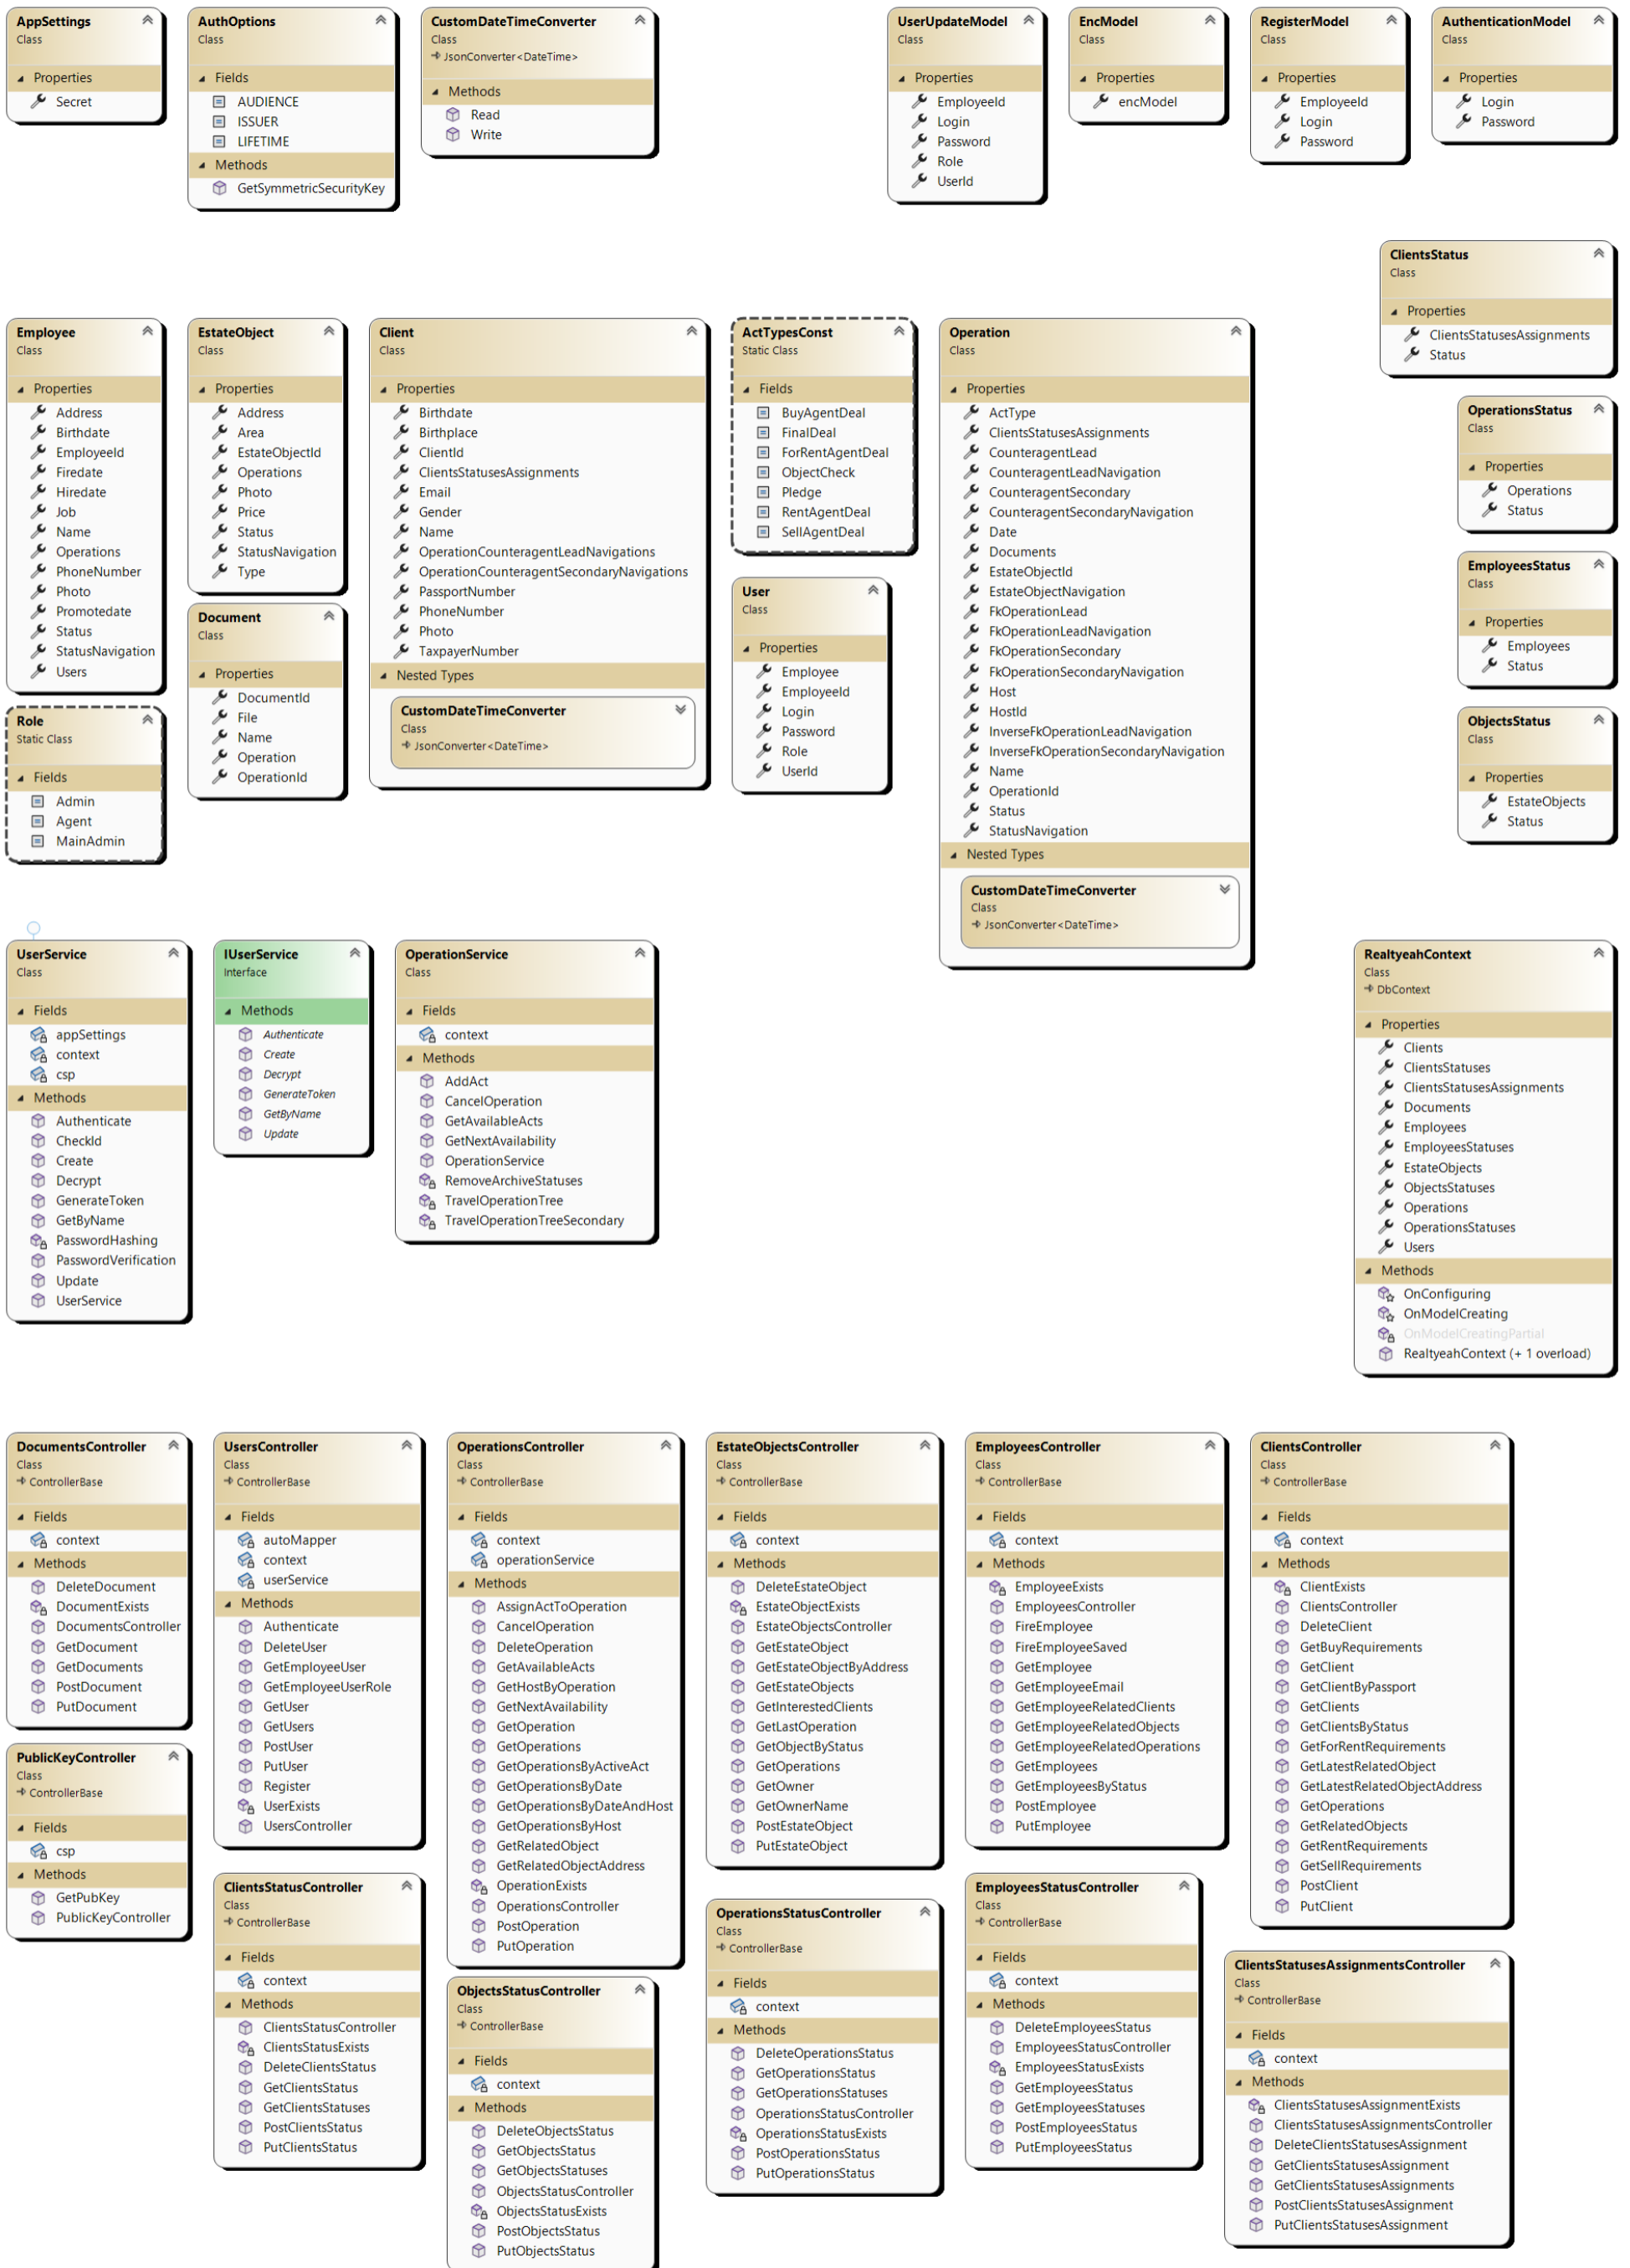 AppSettings
Class
Properties
Secret
AuthOptions
Class
Fields
AUDIENCE
ISSUER
LIFETIME
Methods
GetSymmetricSecurityKey
CustomDateTimeConverter
Class
JsonConverter<DateTime>
Methods
Read
Write
UserUpdateModel
Class
Properties
EmployeeId
Login
Password
Role
UserId
EncModel
Class
Properties
encModel
RegisterModel
Class
Properties
EmployeeId
Login
Password
AuthenticationModel
Class
Properties
Login
Password
ClientsStatus
Class
Properties
ClientsStatusesAssignments
Status
Employee
Class
Properties
Address
Birthdate
EmployeeId
Firedate
Hiredate
Job
Name
Operations
PhoneNumber
Photo
Promotedate
Status
StatusNavigation
Users
EstateObject
Class
Properties
Address
Area
EstateObjectId
Operations
Photo
Price
Status
StatusNavigation
Type
Client
Class
Properties
Birthdate
Birthplace
ClientId
ClientsStatusesAssignments
Email
Gender
Name
OperationCounteragentLeadNavigations
OperationCounteragentSecondaryNavigations
PassportNumber
PhoneNumber
Photo
TaxpayerNumber
Nested Types
CustomDateTimeConverter
Class
JsonConverter<DateTime>
ActTypesConst
Static Class
Fields
BuyAgentDeal
FinalDeal
ForRentAgentDeal
ObjectCheck
Pledge
RentAgentDeal
SellAgentDeal
Operation
Class
Properties
ActType
ClientsStatusesAssignments
CounteragentLead
CounteragentLeadNavigation
CounteragentSecondary
CounteragentSecondaryNavigation
Date
Documents
EstateObjectId
EstateObjectNavigation
FkOperationLead
FkOperationLeadNavigation
FkOperationSecondary
FkOperationSecondaryNavigation
Host
HostId
InverseFkOperationLeadNavigation
InverseFkOperationSecondaryNavigation
Name
OperationId
Status
StatusNavigation
Nested Types
CustomDateTimeConverter
Class
JsonConverter<DateTime>
OperationsStatus
Class
Properties
Operations
Status
EmployeesStatus
Class
Properties
Employees
Status
ObjectsStatus
Class
Properties
EstateObjects
Status
Document
Class
Properties
DocumentId
File
Name
Operation
OperationId
User
Class
Properties
Employee
EmployeeId
Login
Password
Role
UserId
Role
Static Class
Fields
Admin
Agent
MainAdmin
UserService
Class
Fields
appSettings
context
csp
Methods
Authenticate
CheckId
Create
Decrypt
GenerateToken
GetByName
PasswordHashing
PasswordVerification
Update
UserService
IUserService
Interface
Methods
Authenticate
Create
Decrypt
GenerateToken
GetByName
Update
OperationService
Class
Fields
context
Methods
AddAct
CancelOperation
GetAvailableActs
GetNextAvailability
OperationService
RemoveArchiveStatuses
TravelOperationTree
TravelOperationTreeSecondary
RealtyeahContext
Class
DbContext
Properties
Clients
ClientsStatuses
ClientsStatusesAssignments
Documents
Employees
EmployeesStatuses
EstateObjects
ObjectsStatuses
Operations
OperationsStatuses
Users
Methods
OnConfiguring
OnModelCreating
OnModelCreatingPartial
RealtyeahContext (+ 1 overload)
DocumentsController
Class
ControllerBase
Fields
context
Methods
DeleteDocument
DocumentExists
DocumentsController
GetDocument
GetDocuments
PostDocument
PutDocument
UsersController
Class
ControllerBase
Fields
autoMapper
context
userService
Methods
Authenticate
DeleteUser
GetEmployeeUser
GetEmployeeUserRole
GetUser
GetUsers
PostUser
PutUser
Register
UserExists
UsersController
OperationsController
Class
ControllerBase
Fields
context
operationService
Methods
AssignActToOperation
CancelOperation
DeleteOperation
GetAvailableActs
GetHostByOperation
GetNextAvailability
GetOperation
GetOperations
GetOperationsByActiveAct
GetOperationsByDate
GetOperationsByDateAndHost
GetOperationsByHost
GetRelatedObject
GetRelatedObjectAddress
OperationExists
OperationsController
PostOperation
PutOperation
EstateObjectsController
Class
ControllerBase
Fields
context
Methods
DeleteEstateObject
EstateObjectExists
EstateObjectsController
GetEstateObject
GetEstateObjectByAddress
GetEstateObjects
GetInterestedClients
GetLastOperation
GetObjectByStatus
GetOperations
GetOwner
GetOwnerName
PostEstateObject
PutEstateObject
EmployeesController
Class
ControllerBase
Fields
context
Methods
EmployeeExists
EmployeesController
FireEmployee
FireEmployeeSaved
GetEmployee
GetEmployeeEmail
GetEmployeeRelatedClients
GetEmployeeRelatedObjects
GetEmployeeRelatedOperations
GetEmployees
GetEmployeesByStatus
PostEmployee
PutEmployee
ClientsController
Class
ControllerBase
Fields
context
Methods
ClientExists
ClientsController
DeleteClient
GetBuyRequirements
GetClient
GetClientByPassport
GetClients
GetClientsByStatus
GetForRentRequirements
GetLatestRelatedObject
GetLatestRelatedObjectAddress
GetOperations
GetRelatedObjects
GetRentRequirements
GetSellRequirements
PostClient
PutClient
PublicKeyController
Class
ControllerBase
Fields
csp
Methods
GetPubKey
PublicKeyController
ClientsStatusController
Class
ControllerBase
Fields
context
Methods
ClientsStatusController
ClientsStatusExists
DeleteClientsStatus
GetClientsStatus
GetClientsStatuses
PostClientsStatus
PutClientsStatus
ObjectsStatusController
Class
ControllerBase
Fields
context
Methods
DeleteObjectsStatus
GetObjectsStatus
GetObjectsStatuses
ObjectsStatusController
ObjectsStatusExists
PostObjectsStatus
PutObjectsStatus
OperationsStatusController
Class
ControllerBase
Fields
context
Methods
DeleteOperationsStatus
GetOperationsStatus
GetOperationsStatuses
OperationsStatusController
OperationsStatusExists
PostOperationsStatus
PutOperationsStatus
EmployeesStatusController
Class
ControllerBase
Fields
context
Methods
DeleteEmployeesStatus
EmployeesStatusController
EmployeesStatusExists
GetEmployeesStatus
GetEmployeesStatuses
PostEmployeesStatus
PutEmployeesStatus
ClientsStatusesAssignmentsController
Class
ControllerBase
Fields
context
Methods
ClientsStatusesAssignmentExists
ClientsStatusesAssignmentsController
DeleteClientsStatusesAssignment
GetClientsStatusesAssignment
GetClientsStatusesAssignments
PostClientsStatusesAssignment
PutClientsStatusesAssignment